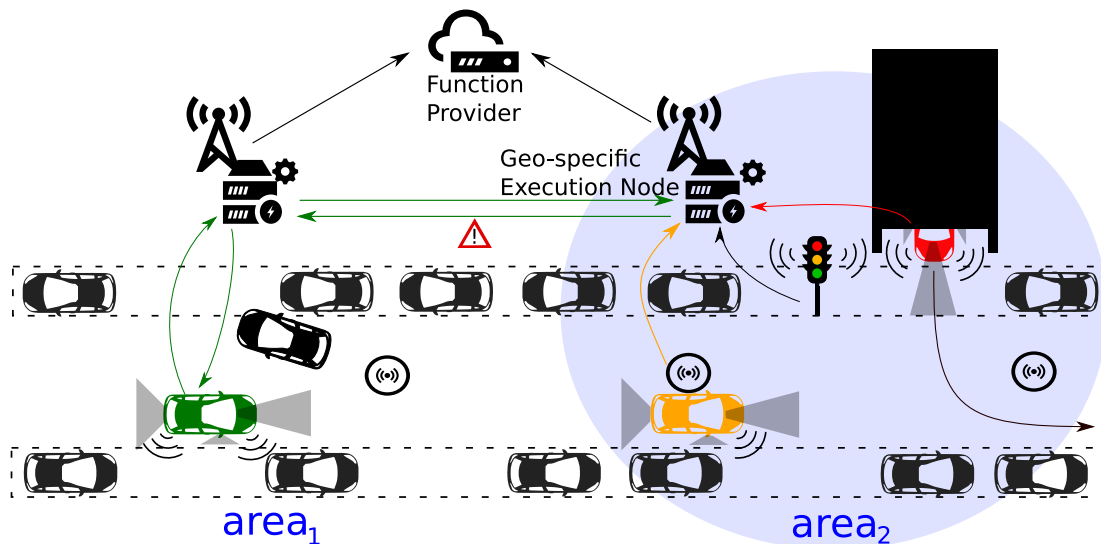 Function
Provider
Geo-specific
Execution Node
!
area₁
area₂